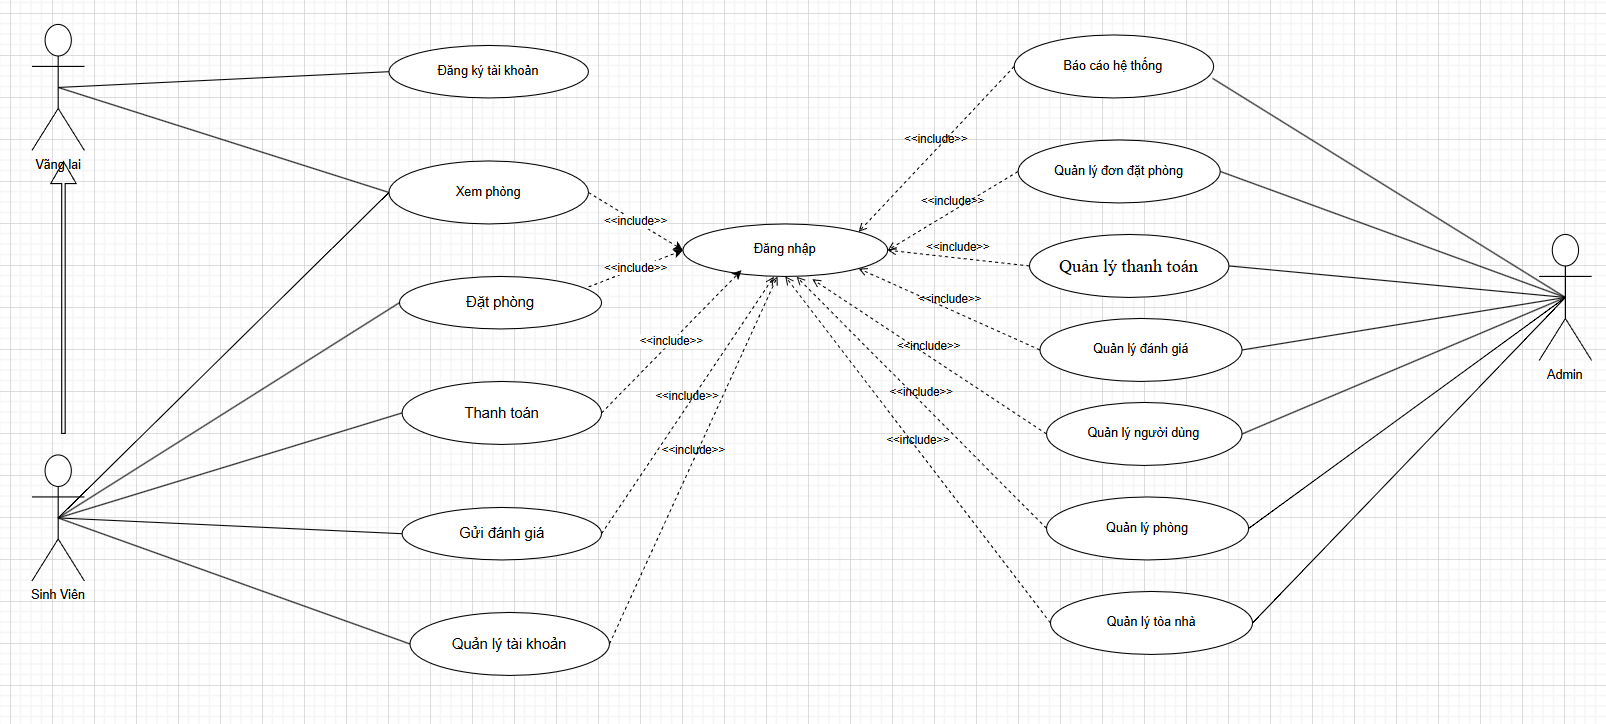 Đăng ký tài khoản
Báo cáo hệ thống
<<include>>
Vãng lai
Xem phòng
Quản lý đơn đặt phòng
<<include>>
<<include>>
Đăng nhập
<<include>>
<<include>>
Quản lý thanh toán
Đặt phòng
<<include>>
<<include>>
<<include>>
Quản lý đánh giá
Admin
<<include>>
<<include>>
Thanh toán
Quản lý người dùng
<<include>>
<<include>>
Gửi đánh giá
Quản lý phòng
Sinh Viên
Quản lý tòa nhà
Quản lý tài khoản